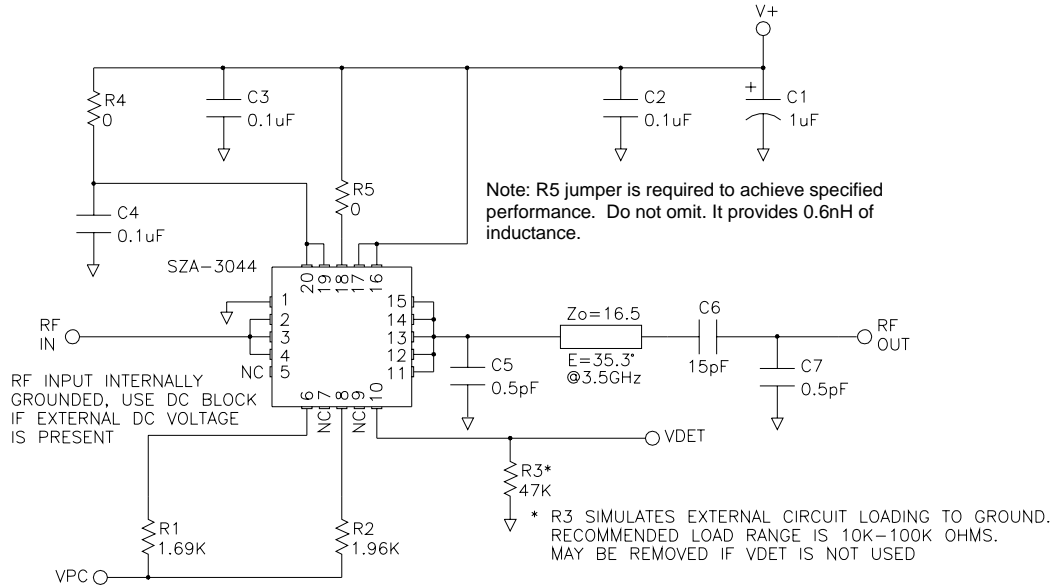 V+
R4
0
C3
0.1uF
C2
0.1uF
+
C1
1uF
R5
0
Note: R5 jumper is required to achieve specified
performance. Do not omit. It provides 0.6nH of
inductance.
C4
0.1uF
SZA-3044
20
19
18
17
16
1
2
3
4
5
NC
15
14
13
12
11
6
7
8
9
10
NC
NC
RF
IN
RF INPUT INTERNALLY
GROUNDED, USE DC BLOCK
IF EXTERNAL DC VOLTAGE
IS PRESENT
C5
0.5pF
Zo=16.5
E=35.3°
@3.5GHz
C6
15pF
RF
OUT
C7
0.5pF
VDET
R3*
47K
* R3 SIMULATES EXTERNAL CIRCUIT LOADING TO GROUND.
RECOMMENDED LOAD RANGE IS 10K-100K OHMS.
MAY BE REMOVED IF VDET IS NOT USED
R1
1.69K
R2
1.96K
VPC